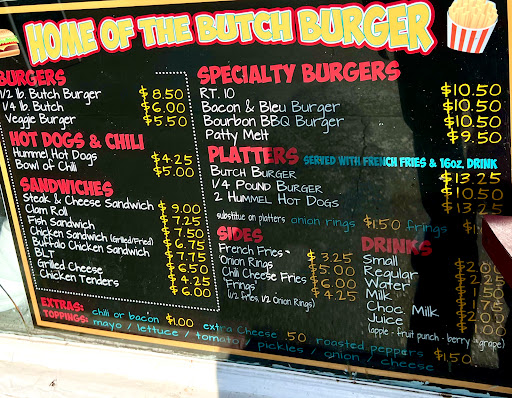 HOME OF THE BUTCH BURGER
BURGERS
1/2 lb. Butch Burger $8.50
1/4 lb. Butch $6.00
Veggie Burger $5.50
HOT DOGS & CHILI
Hummel Hot Dogs $4.25
Bowl of Chili $5.00
SANDWICHES
Steak & Cheese Sandwich $9.00
Clam Roll $7.25
Fish Sandwich $7.50
Chicken Sandwich (Grilled/Fried) $6.75
Buffalo Chicken Sandwich $7.75
BLT $6.50
Grilled Cheese $4.25
Chicken Tenders $6.00
SPECIALTY BURGERS
RT. 10 $10.50
Bacon & Bleu Burger $10.50
Bourbon BBQ Burger $10.50
Patty Melt $9.50
PLATTERS SERVED WITH FRENCH FRIES & 16oz. DRINK
BUTCH BURGER $13.25
1/4 POUND BURGER $10.50
2 HUMMEL HOT DOGS $13.25
substitue on platters onion rings $1.50 frings
SIDES
French Fries $3.25
Onion Rings $5.00
Chili Cheese Fries $6.00
"Frings" $4.25
(1/2 Fries, 1/2 Onion Rings)
DRINKS
Small
Regular
Water
Milk
Choc. Milk
Juice
(apple - fruit punch - berry - grape)
EXTRAS: chili or bacon $1.00 extra cheese .50 roasted peppers $1.50
TOPPINGS: mayo / lettuce / tomato / pickles / onion / cheese